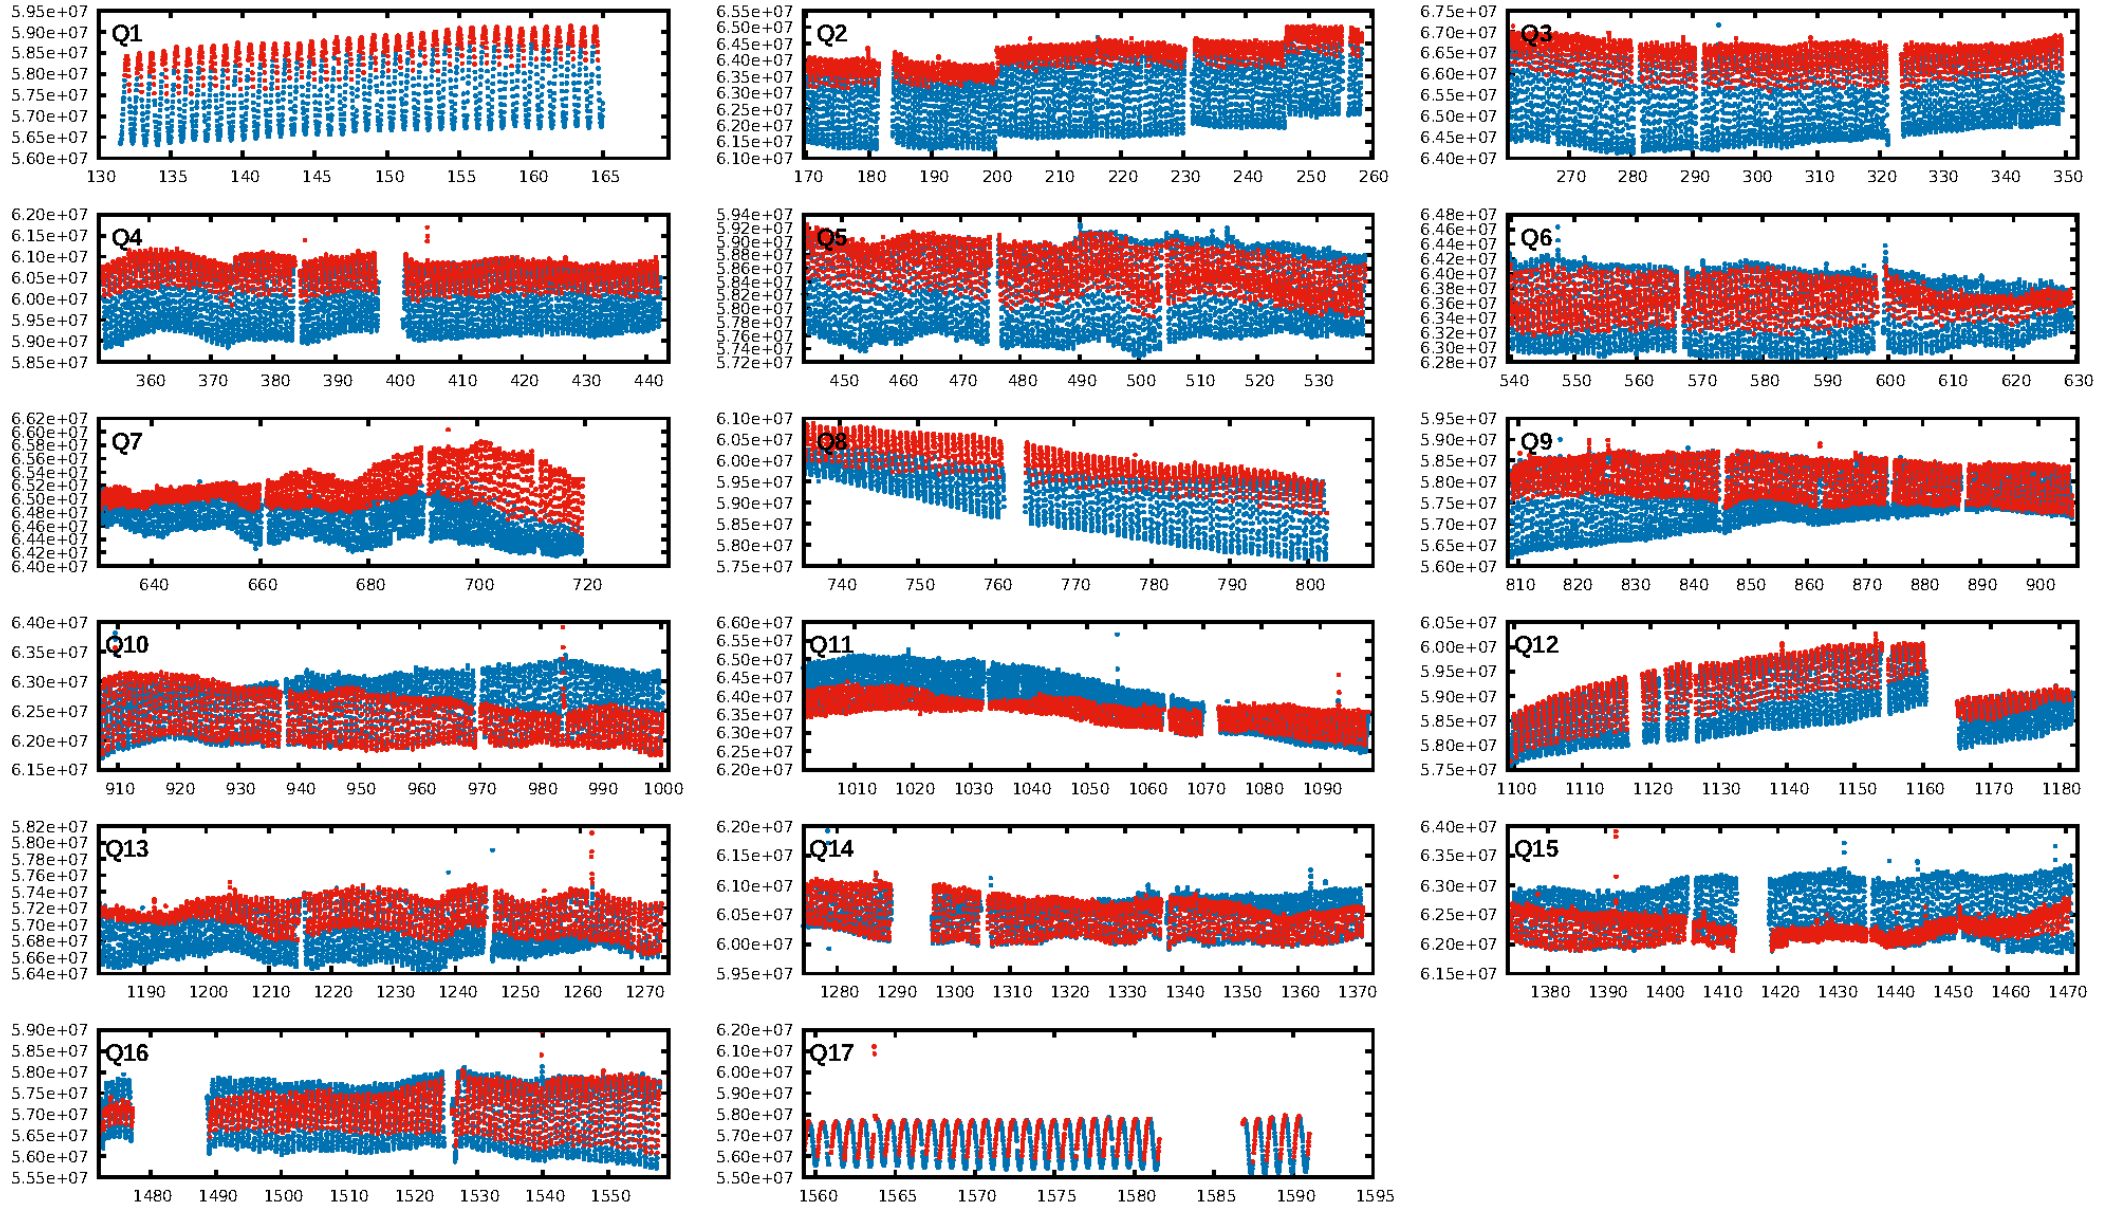 5.95e+07 5.9e+07 5.85e+07 5.8e+07 5.75e+07 5.7e+07 5.65e+07 5.6e+07
Q1
130 135 140 145 150 155 160 165
6.55e+07 6.5e+07 6.45e+07 6.4e+07 6.35e+07 6.3e+07 6.25e+07 6.2e+07 6.15e+07 6.1e+07
Q2
170 180 190 200 210 220 230 240 250 260
6.75e+07 6.7e+07 6.65e+07 6.6e+07 6.55e+07 6.5e+07 6.45e+07 6.4e+07
Q3
270 280 290 300 310 320 330 340 350
6.20e+07 6.15e+07 6.10e+07 6.05e+07 6.00e+07 5.95e+07 5.90e+07 5.85e+07
Q4
360 370 380 390 400 410 420 430 440
5.94e+07 5.92e+07 5.90e+07 5.88e+07 5.86e+07 5.84e+07 5.82e+07 5.80e+07 5.78e+07 5.76e+07 5.74e+07 5.72e+07
Q5
450 460 470 480 490 500 510 520 530
6.48e+07 6.46e+07 6.44e+07 6.42e+07 6.40e+07 6.38e+07 6.36e+07 6.34e+07 6.32e+07 6.30e+07 6.28e+07
Q6
540 550 560 570 580 590 600 610 620 630
6.62e+07 6.60e+07 6.58e+07 6.56e+07 6.54e+07 6.52e+07 6.50e+07 6.48e+07 6.46e+07 6.44e+07 6.42e+07 6.40e+07
Q7
640 660 680 700 720
6.10e+07 6.05e+07 6.00e+07 5.95e+07 5.90e+07 5.85e+07 5.80e+07 5.75e+07
Q8
740 750 760 770 780 790 800
5.95e+07 5.90e+07 5.85e+07 5.80e+07 5.75e+07 5.70e+07 5.65e+07 5.60e+07
Q9
810 820 830 840 850 860 870 880 890 900
6.40e+07 6.35e+07 6.30e+07 6.25e+07 6.20e+07 6.15e+07
Q10
910 920 930 940 950 960 970 980 990 1000
6.60e+07 6.55e+07 6.50e+07 6.45e+07 6.40e+07 6.35e+07 6.30e+07 6.25e+07 6.20e+07
Q11
1010 1020 1030 1040 1050 1060 1070 1080 1090
6.05e+07 6.00e+07 5.95e+07 5.90e+07 5.85e+07 5.80e+07 5.75e+07
Q12
1100 1110 1120 1130 1140 1150 1160 1170 1180
5.82e+07 5.80e+07 5.78e+07 5.76e+07 5.74e+07 5.72e+07 5.70e+07 5.68e+07 5.66e+07 5.64e+07
Q13
1190 1200 1210 1220 1230 1240 1250 1260 1270
6.20e+07 6.15e+07 6.10e+07 6.05e+07 6.00e+07 5.95e+07
Q14
1280 1290 1300 1310 1320 1330 1340 1350 1360 1370
6.40e+07 6.35e+07 6.30e+07 6.25e+07 6.20e+07 6.15e+07
Q15
1380 1390 1400 1410 1420 1430 1440 1450 1460 1470
5.90e+07 5.85e+07 5.80e+07 5.75e+07 5.70e+07 5.65e+07 5.60e+07 5.55e+07
Q16
1480 1490 1500 1510 1520 1530 1540 1550
6.20e+07 6.10e+07 6.00e+07 5.90e+07 5.80e+07 5.70e+07 5.60e+07 5.50e+07
Q17
1560 1565 1570 1575 1580 1585 1590 1595